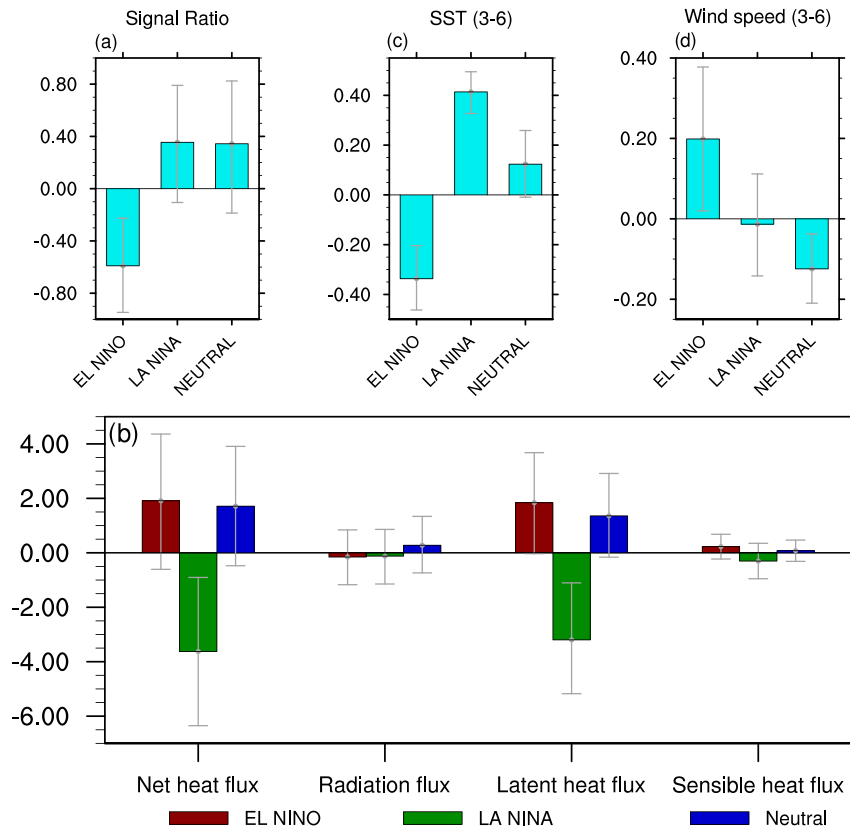 Signal Ratio
SST (3-6)
Wind speed (3-6)
(a)
(c)
(d)
0.80
0.40
0.00
-0.40
-0.80
0.40
0.20
0.00
-0.20
-0.40
0.40
0.20
0.00
-0.20
EL NINO
LA NINA
NEUTRAL
EL NINO
LA NINA
NEUTRAL
EL NINO
LA NINA
NEUTRAL
(b)
4.00
2.00
0.00
-2.00
-4.00
-6.00
Net heat flux
Radiation flux
Latent heat flux
Sensible heat flux
EL NINO
LA NINA
Neutral